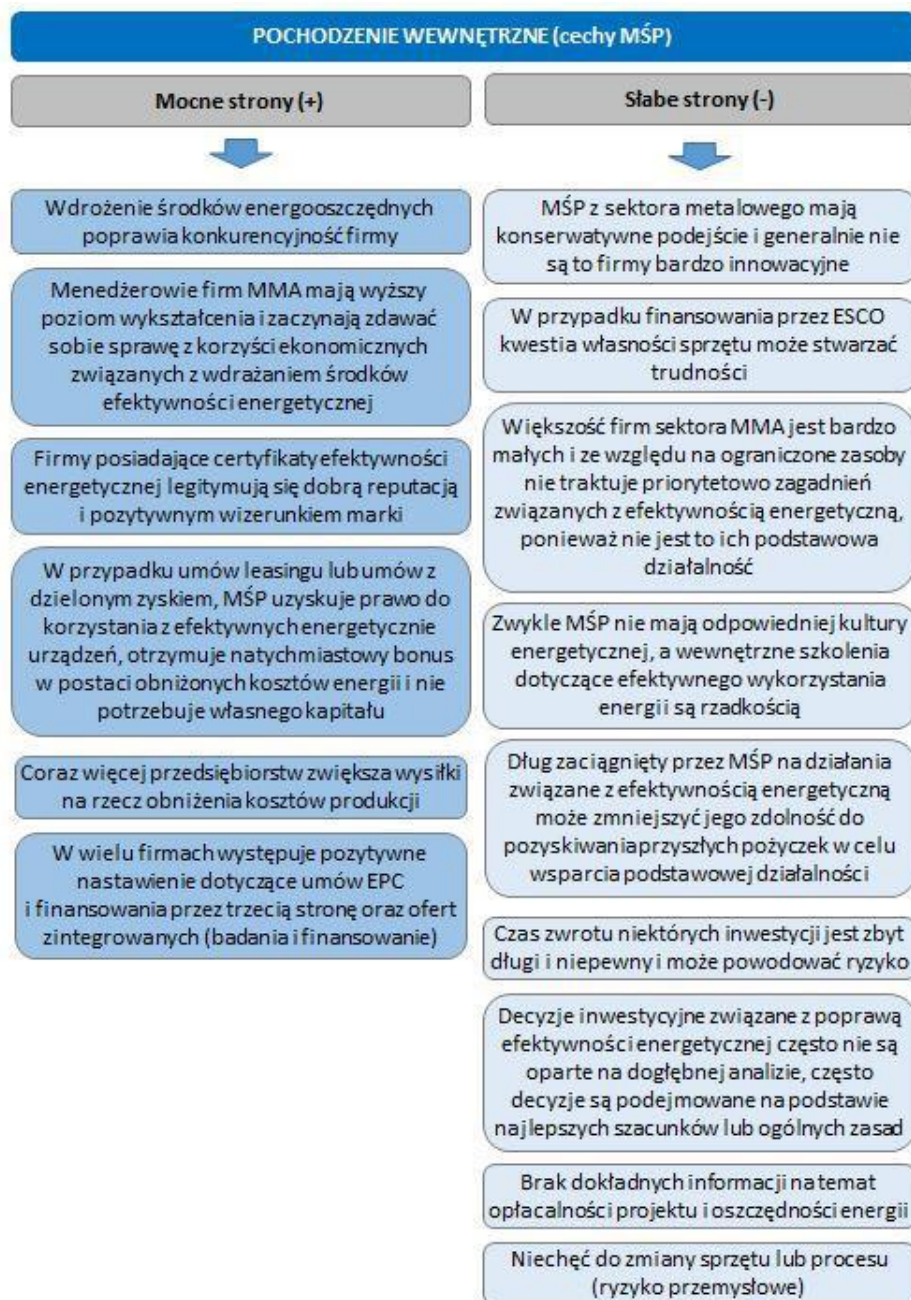 POCHODZENIE WEWNĘTRZNE (cechy MŚP)
Mocne strony (+)
Wdrożenie środków energooszczędnych
poprawia konkurencyjność firmy
Menedżerowie firm MMA mają wyższy
poziom wykształcenia i zaczynają zdawać
sobie sprawę z korzyści ekonomicznych
związanych z wdrażaniem środków
efektywności energetycznej
Firmy posiadające certyfikaty efektywności
energetycznej legitymują się dobrą reputacją
i pozytywnym wizerunkiem marki
W przypadku umów leasingu lub umów z
dzielonym zyskiem, MŚP uzyskuje prawo do
korzystania z efektywnych energetycznie
urządzeń, otrzymuje natychmiastowy bonus
w postaci obniżonych kosztów energii i nie
potrzebuje własnego kapitału
Coraz więcej przedsiębiorstw zwiększa wysiłki
na rzecz obniżenia kosztów produkcji
W wielu firmach występuje pozytywne
nastawienie dotyczące umów EPC
i finansowania przez trzecią stronę oraz ofert
zintegrowanych (badania i finansowanie)
Słabe strony (-)
MŚP z sektora metalowego mają
konserwatywne podejście i generalnie nie
są to firmy bardzo innowacyjne
W przypadku finansowania przez ESCO
kwestia własności sprzętu może stwarzać
trudności
Większość firm sektora MMA jest bardzo
małych i ze względu na ograniczone zasoby
nie traktuje priorytetowo zagadnień
związanych z efektywnością energetyczną,
ponieważ nie jest to ich podstawowa
działalność
Zwykle MŚP nie mają odpowiedniej kultury
energetycznej, a wewnętrzne szkolenia
dotyczące efektywnego wykorzystania
energii są rzadkością
Dług zaciągnięty przez MŚP na działania
związane z efektywnością energetyczną
może zmniejszyć jego zdolność do
pozyskiwania przyszłych pożyczek w celu
wsparcia podstawowej działalności
Czas zwrotu niektórych inwestycji jest zbyt
długi i niepewny i może powodować ryzyko
Decyzje inwestycyjne związane z poprawą
efektywności energetycznej często nie są
oparte na dogłębnej analizie, często
decyzje są podejmowane na podstawie
najlepszych szacunków lub ogólnych zasad
Brak dokładnych informacji na temat
opłacalności projektu i oszczędności energii
Niechęć do zmiany sprzętu lub procesu
(ryzyko przemysłowe)